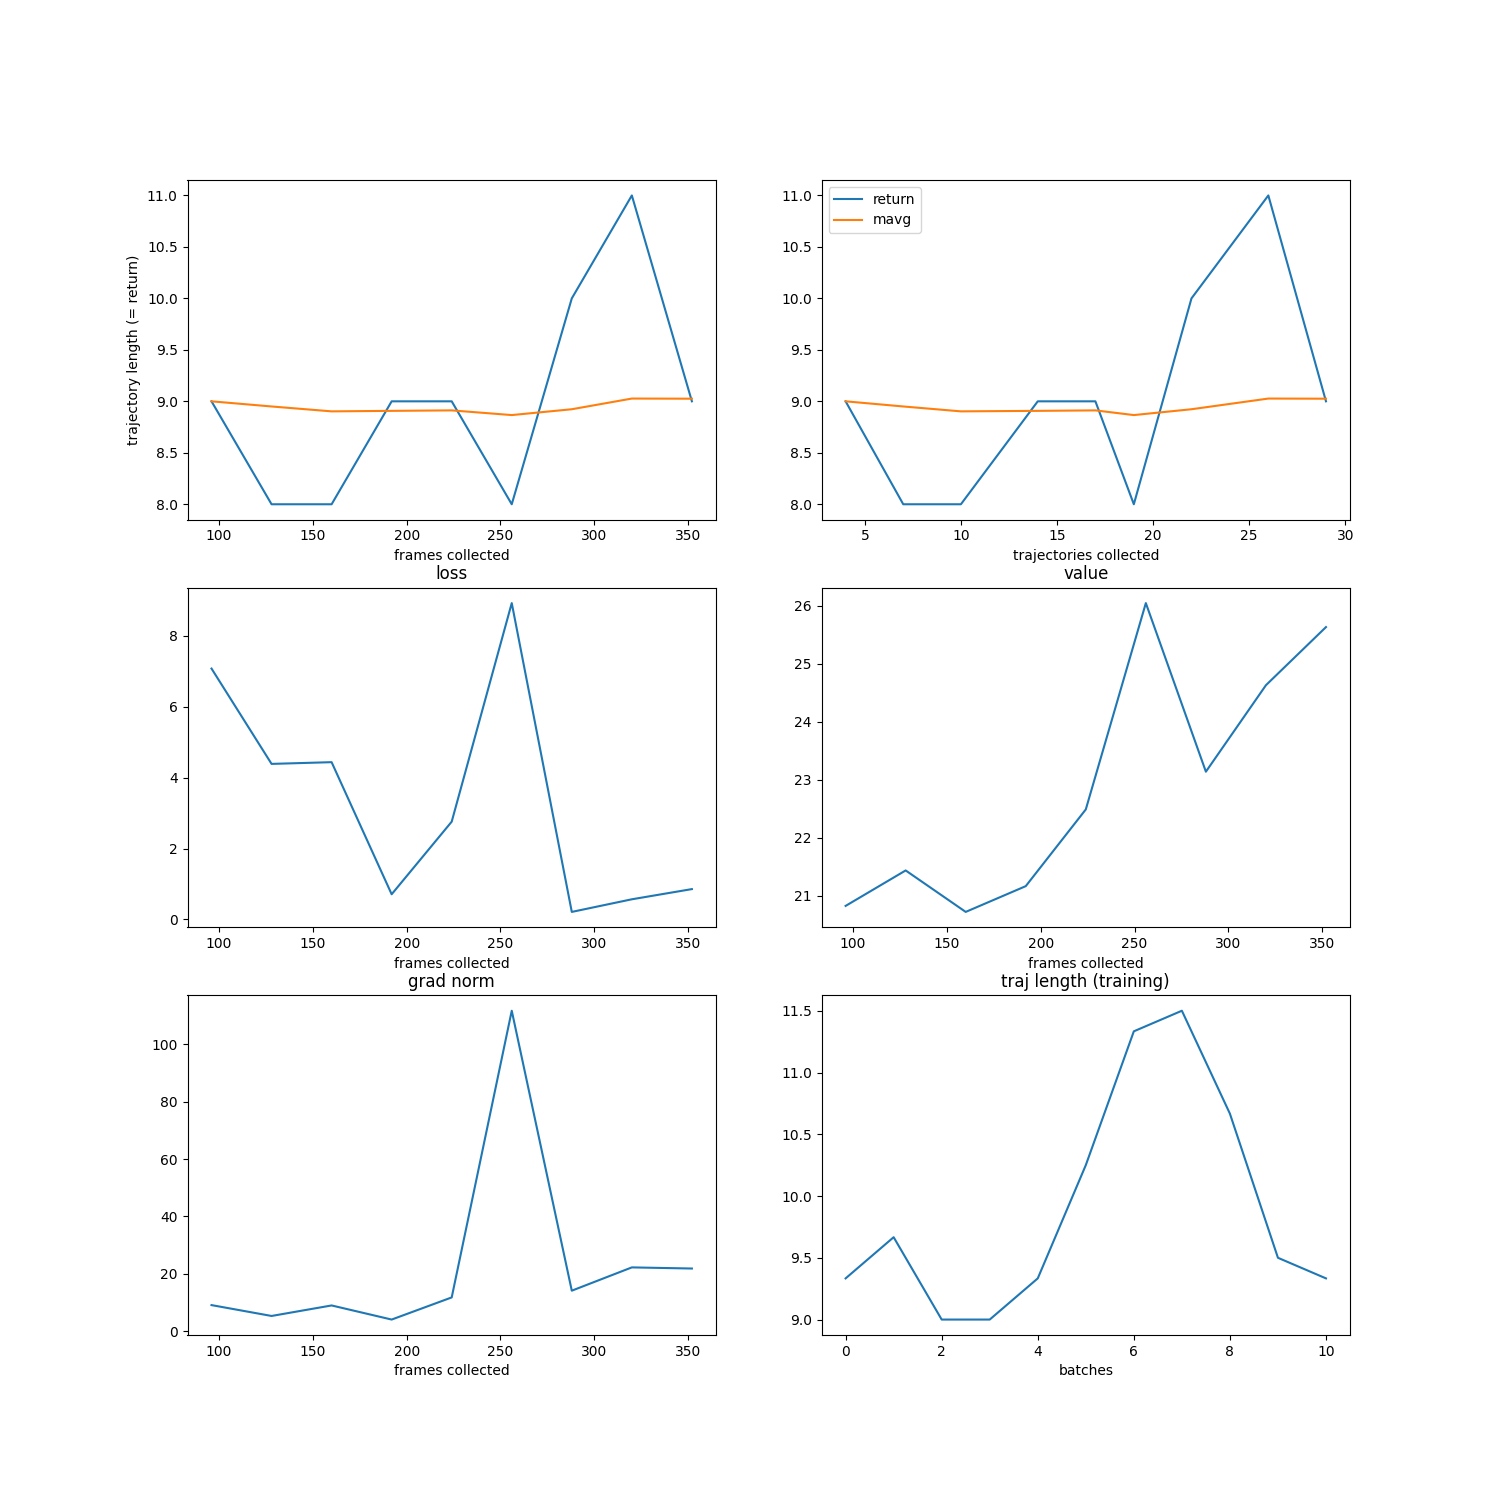 trajectory length (= return)
11.0
10.5
10.0
9.5
9.0
8.5
8.0
100 150 200 250 300 350
frames collected
return
mavg
11.0
10.5
10.0
9.5
9.0
8.5
8.0
5 10 15 20 25 30
trajectories collected
loss
8
6
4
2
0
100 150 200 250 300 350
frames collected
value
26
25
24
23
22
21
100 150 200 250 300 350
frames collected
grad norm
100
80
60
40
20
0
100 150 200 250 300 350
frames collected
traj length (training)
11.5
11.0
10.5
10.0
9.5
9.0
0 2 4 6 8 10
batches